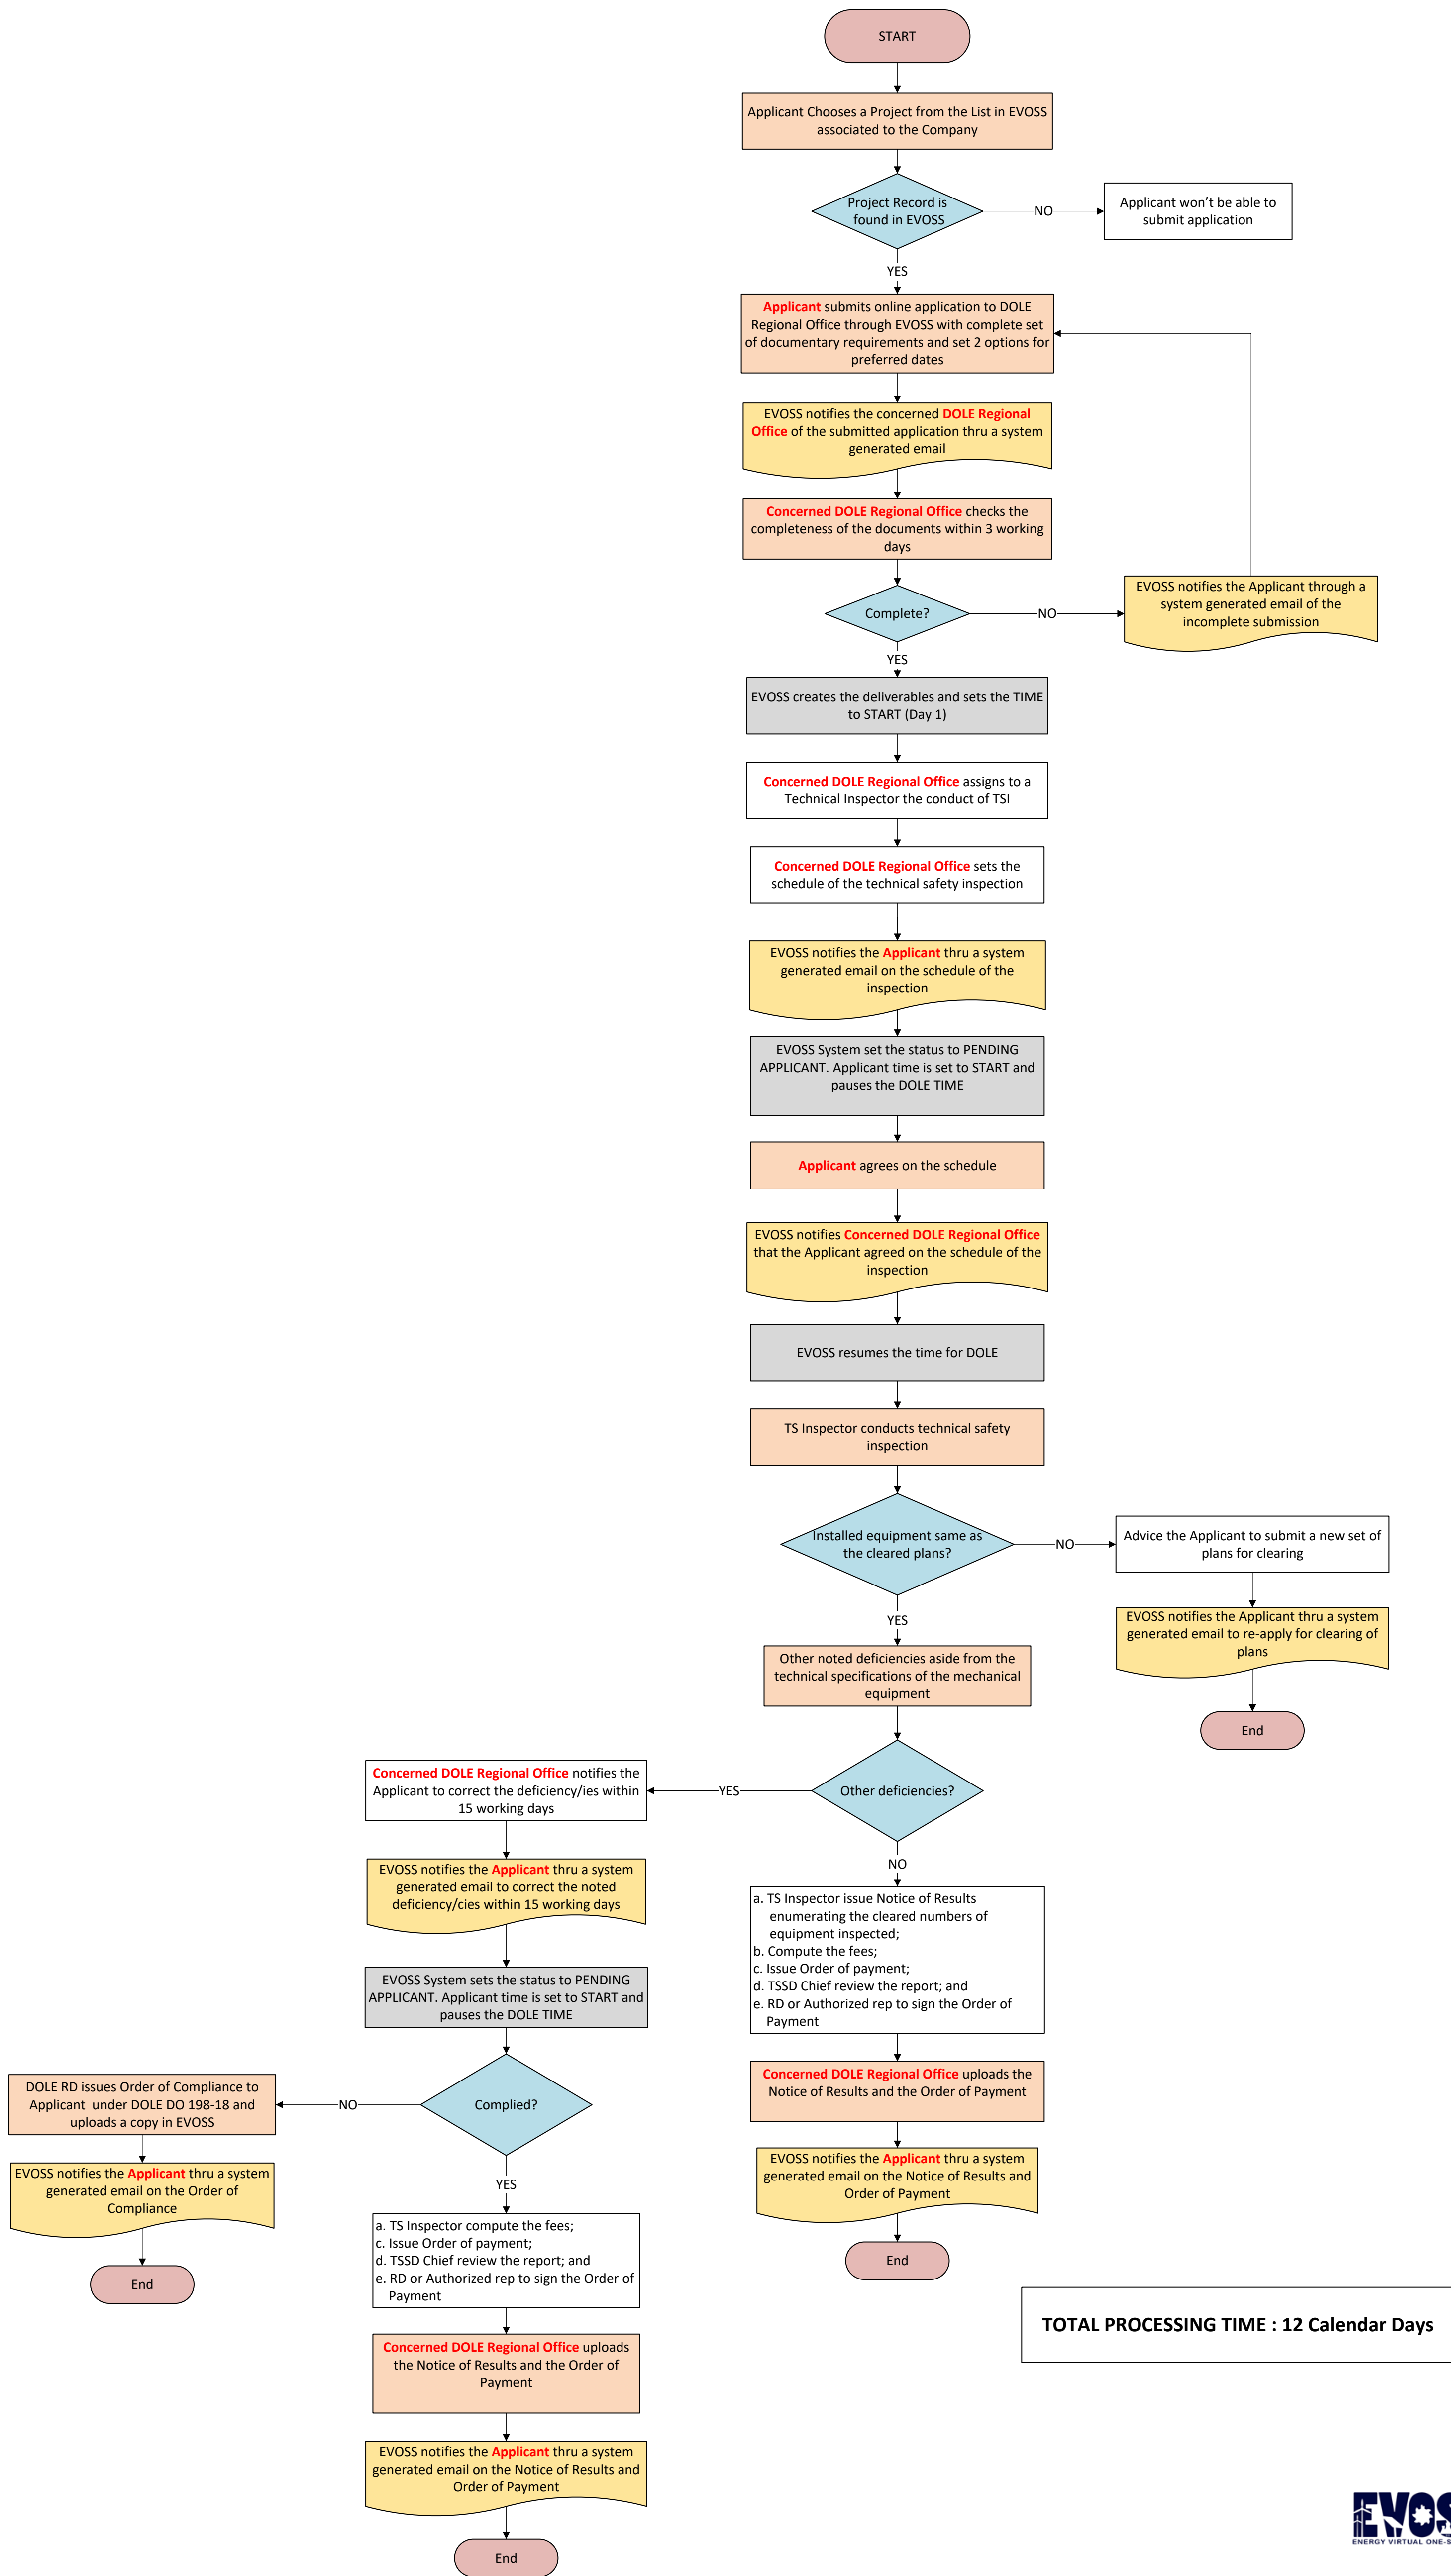 START
Applicant Chooses a Project from the List in EVOSS
associated to the Company
Project Record is
found in EVOSS
NO
Applicant won’t be able to
submit application
YES
Applicant submits online application to DOLE
Regional Office through EVOSS with complete set
of documentary requirements and set 2 options for
preferred dates
EVOSS notifies the concerned DOLE Regional
Office of the submitted application thru a system
generated email
Concerned DOLE Regional Office checks the
completeness of the documents within 3 working
days
Complete?
NO
EVOSS notifies the Applicant through a
system generated email of the
incomplete submission
YES
EVOSS creates the deliverables and sets the TIME
to START (Day 1)
Concerned DOLE Regional Office assigns to a
Technical Inspector the conduct of TSI
Concerned DOLE Regional Office sets the
schedule of the technical safety inspection
EVOSS notifies the Applicant thru a system
generated email on the schedule of the
inspection
EVOSS System set the status to PENDING
APPLICANT. Applicant time is set to START and
pauses the DOLE TIME
Applicant agrees on the schedule
EVOSS notifies Concerned DOLE Regional Office
that the Applicant agreed on the schedule of the
inspection
EVOSS resumes the time for DOLE
TS Inspector conducts technical safety
inspection
Installed equipment same as
the cleared plans?
NO
Advice the Applicant to submit a new set of
plans for clearing
EVOSS notifies the Applicant thru a system
generated email to re-apply for clearing of
plans
End
YES
Other noted deficiencies aside from the
technical specifications of the mechanical
equipment
Other deficiencies?
YES
Concerned DOLE Regional Office notifies the
Applicant to correct the deficiency/ies within
15 working days
EVOSS notifies the Applicant thru a system
generated email to correct the noted
deficiency/cies within 15 working days
EVOSS System sets the status to PENDING
APPLICANT. Applicant time is set to START and
pauses the DOLE TIME
Complied?
NO
DOLE RD issues Order of Compliance to
Applicant under DOLE DO 198-18 and
uploads a copy in EVOSS
EVOSS notifies the Applicant thru a system
generated email on the Order of
Compliance
End
YES
a. TS Inspector compute the fees;
c. Issue Order of payment;
d. TSSD Chief review the report; and
e. RD or Authorized rep to sign the Order of
Payment
Concerned DOLE Regional Office uploads
the Notice of Results and the Order of
Payment
EVOSS notifies the Applicant thru a system
generated email on the Notice of Results and
Order of Payment
End
NO
a. TS Inspector issue Notice of Results
enumerating the cleared numbers of
equipment inspected;
b. Compute the fees;
c. Issue Order of payment;
d. TSSD Chief review the report; and
e. RD or Authorized rep to sign the Order of
Payment
Concerned DOLE Regional Office uploads the
Notice of Results and the Order of Payment
EVOSS notifies the Applicant thru a system
generated email on the Notice of Results and
Order of Payment
End
TOTAL PROCESSING TIME : 12 Calendar Days
EVOS
ENERGY VIRTUAL ONE-S